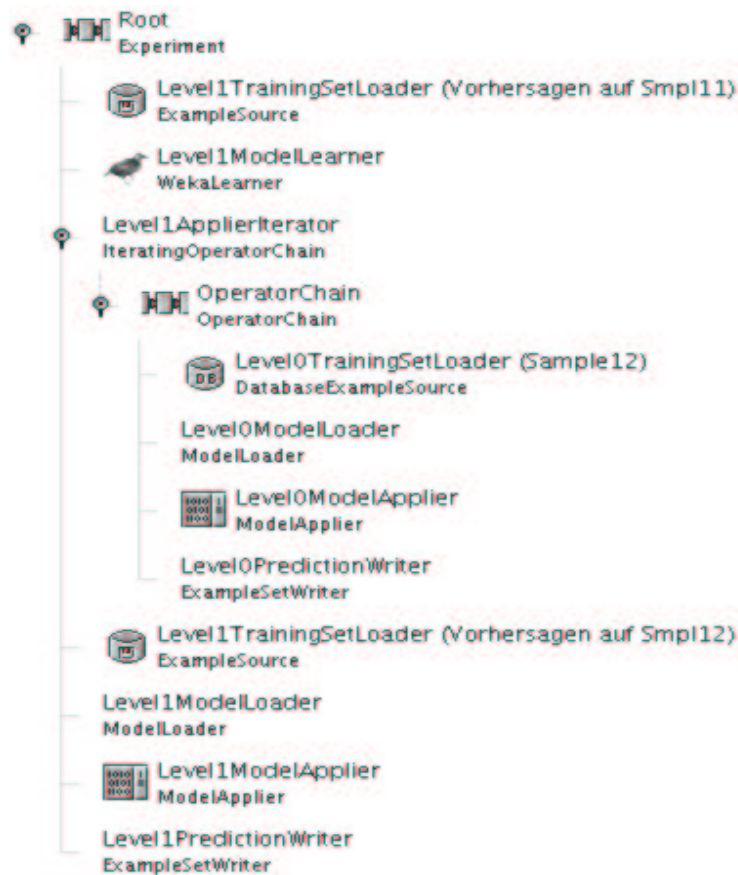 Root
Experiment
Level1TrainingSetLoader (Vorhersagen auf Smpl11)
ExampleSource
Level1ModelLearner
WekaLearner
Level1ApplierIterator
IteratingOperatorChain
OperatorChain
OperatorChain
Level0TrainingSetLoader (Sample12)
DB
DatabaseExampleSource
Level0ModelLoader
ModelLoader
Level0ModelApplier
ModelApplier
Level0PredictionWriter
ExampleSetWriter
Level1TrainingSetLoader (Vorhersagen auf Smpl12)
ExampleSource
Level1ModelLoader
ModelLoader
Level1ModelApplier
ModelApplier
Level1PredictionWriter
ExampleSetWriter